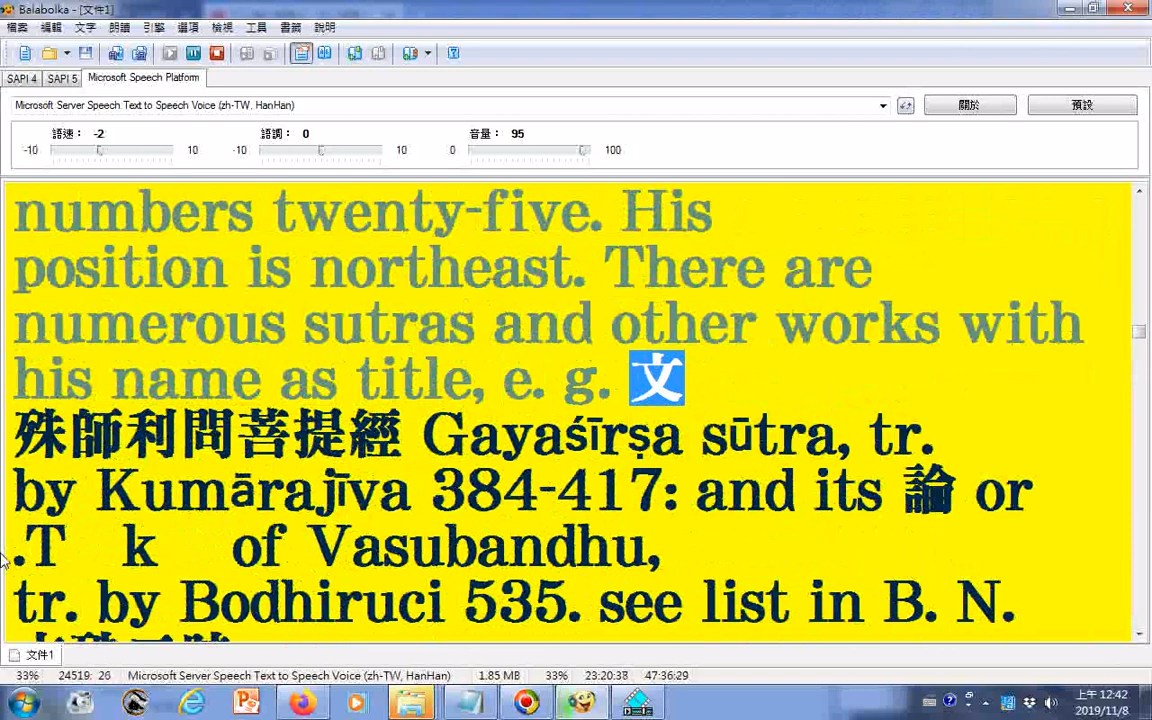 Balabolka - [文件1]
檔案 編輯 文字 朗讀 引擎 選項 檢視 工具 書籤 說明
SAPI 4 SAPI 5 Microsoft Speech Platform
Microsoft Server Speech Text to Speech Voice (zh-TW, HanHan) 關於 預設
語速： -2 語調： 0 音量： 95
-10 10 -10 10 0 100
numbers twenty-five. His
position is northeast. There are
numerous sutras and other works with
his name as title, e. g. 文
殊師利問菩提經 Gayaśīrṣa sūtra, tr.
by Kumārajīva 384-417: and its 論 or
.T k of Vasubandhu,
tr. by Bodhiruci 535. see list in B. N.
文件1
33% 24519: 26 Microsoft Server Speech Text to Speech Voice (zh-TW, HanHan) 1.85 MB 33% 23:20:38 47:36:29
上午 12:42
2019/11/8